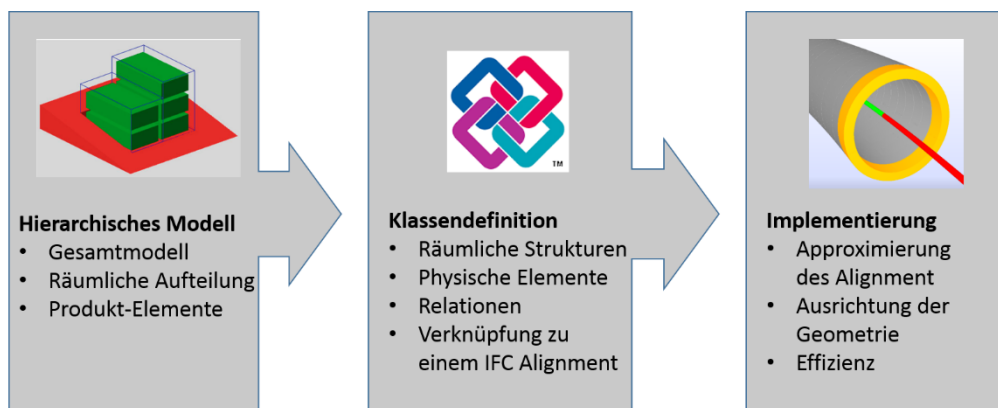 Hierarchisches Modell
• Gesamtmodell
• Räumliche Aufteilung
• Produkt-Elemente
TM
Klassendefinition
• Räumliche Strukturen
• Physische Elemente
• Relationen
• Verknüpfung zu
einem IFC Alignment
Implementierung
• Approximierung
des Alignment
• Ausrichtung der
Geometrie
• Effizienz